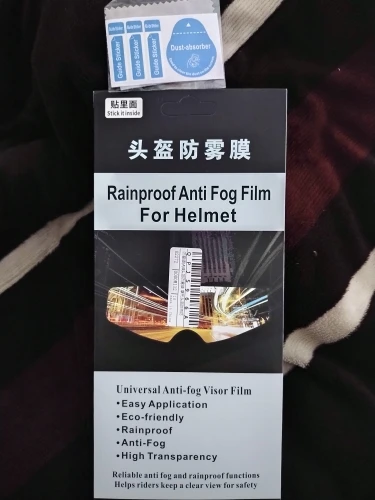 Guide Sticker
Guide Sticker
Guide Sticker
Dust-absorber
贴里面
Stick it inside
头盔防雾膜
Rainproof Anti Fog Film
For Helmet
Universal Anti-fog Visor Film
•Easy Application
•Eco-friendly
•Rainproof
•Anti-Fog
•High Transparency
Reliable anti fog and rainproof functions
Helps riders keep a clear view for safety